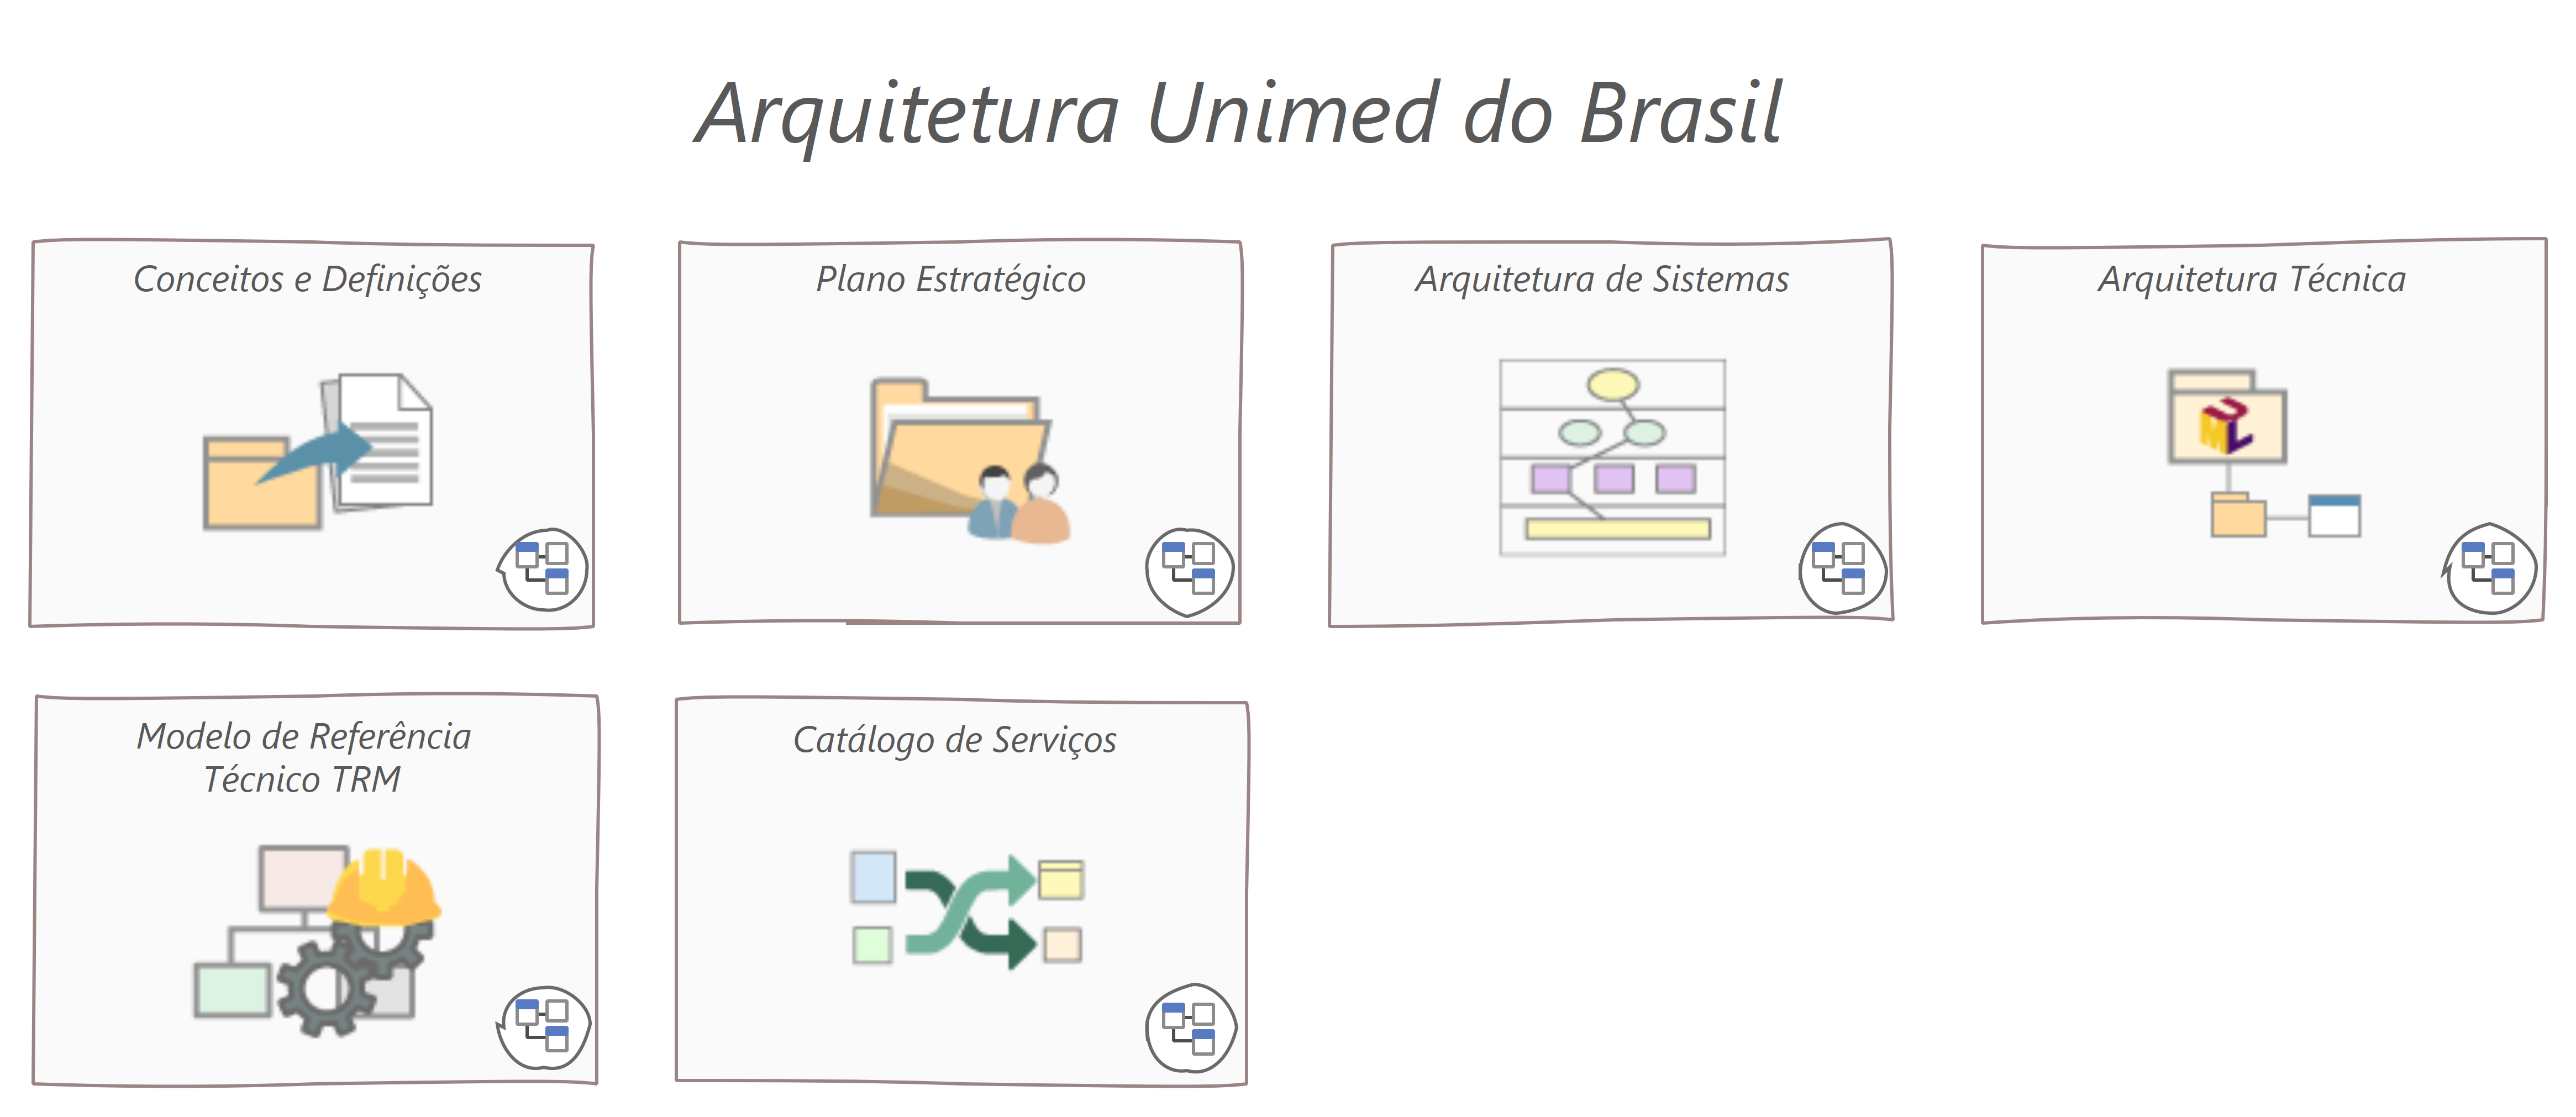 Arquitetura Unimed do Brasil
Conceitos e Definições
Plano Estratégico
Arquitetura de Sistemas
Arquitetura Técnica
UML
Modelo de Referência
Técnico TRM
Catálogo de Serviços